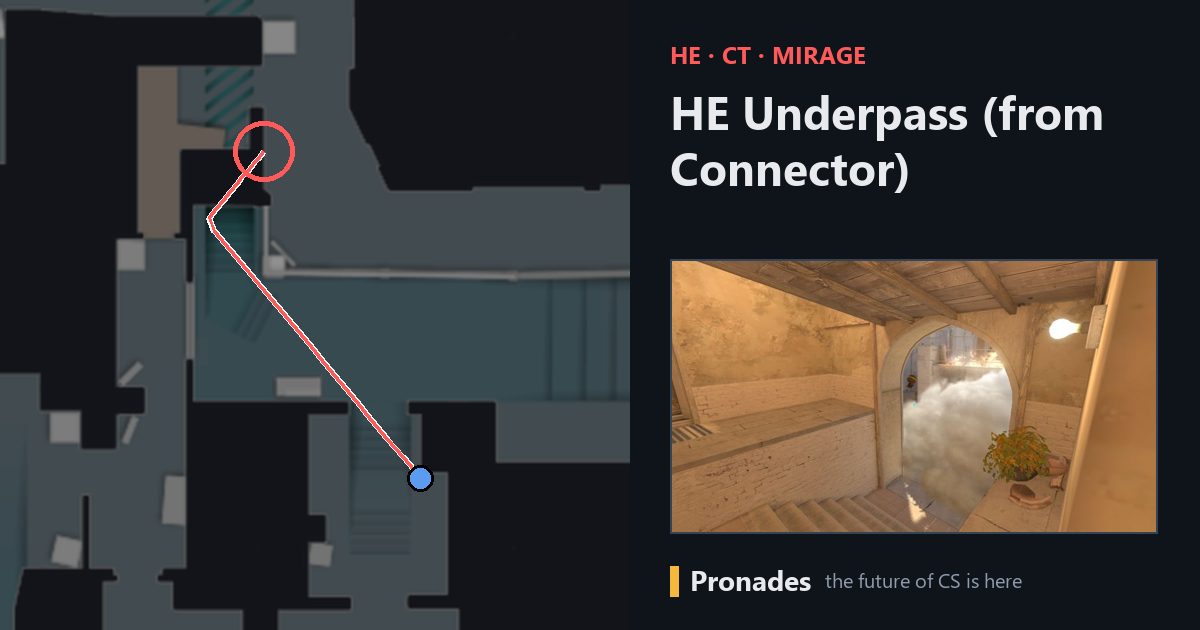 HE · CT · MIRAGE
HE Underpass (from
Connector)
Pronades the future of CS is here